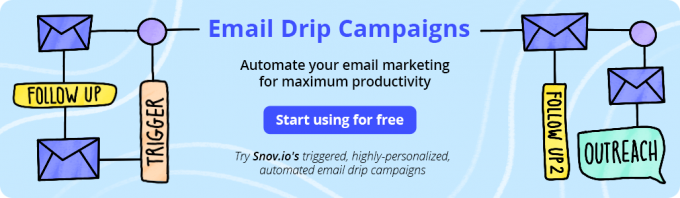 Email Drip Campaigns
Automate your email marketing
for maximum productivity
Start using for free
Try Snov.io's triggered, highly-personalized,
automated email drip campaigns
FOLLOW UP
TRIGGER
FOLLOW UP 2
OUTREACH